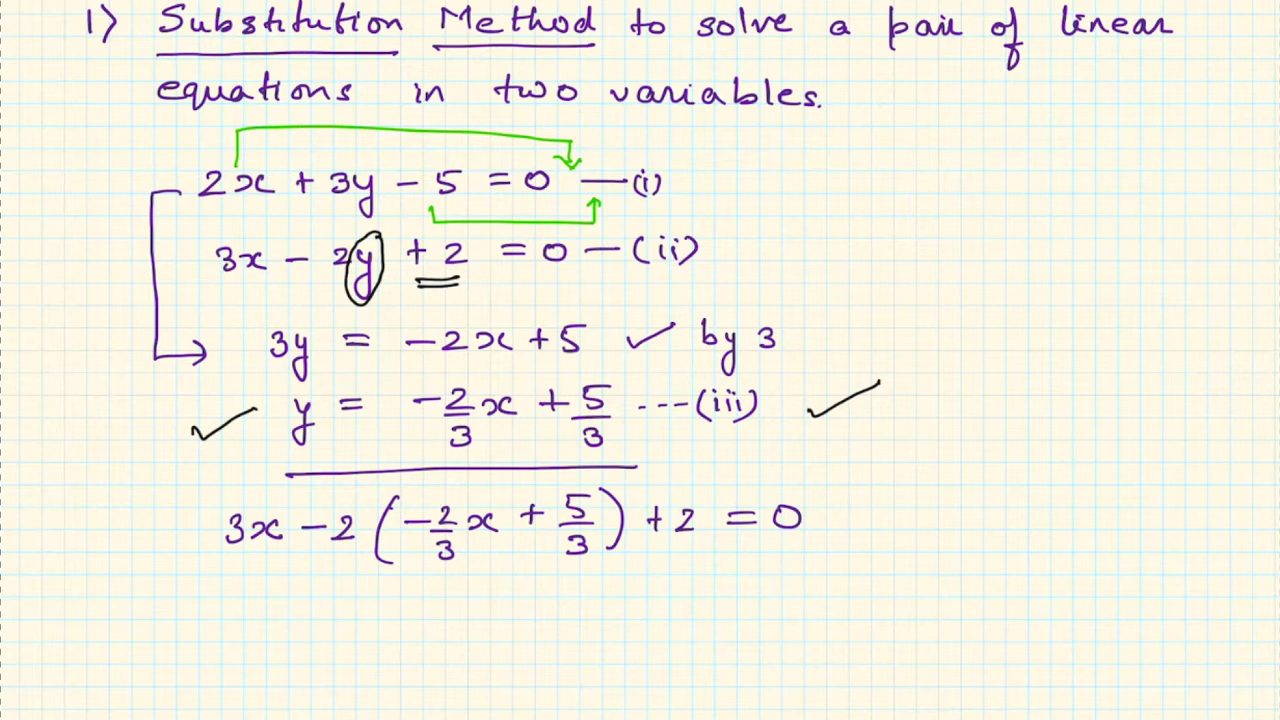 1) Substitution Method to solve a pair of linear
equations in two variables.
2x + 3y - 5 = 0 —(i)
3x - 2y + 2 = 0 —(ii)
3y = -2x + 5 ✓ by 3
✓ y = -2/3 x + 5/3 ---(iii) ✓
3x - 2 (-2/3 x + 5/3) + 2 = 0